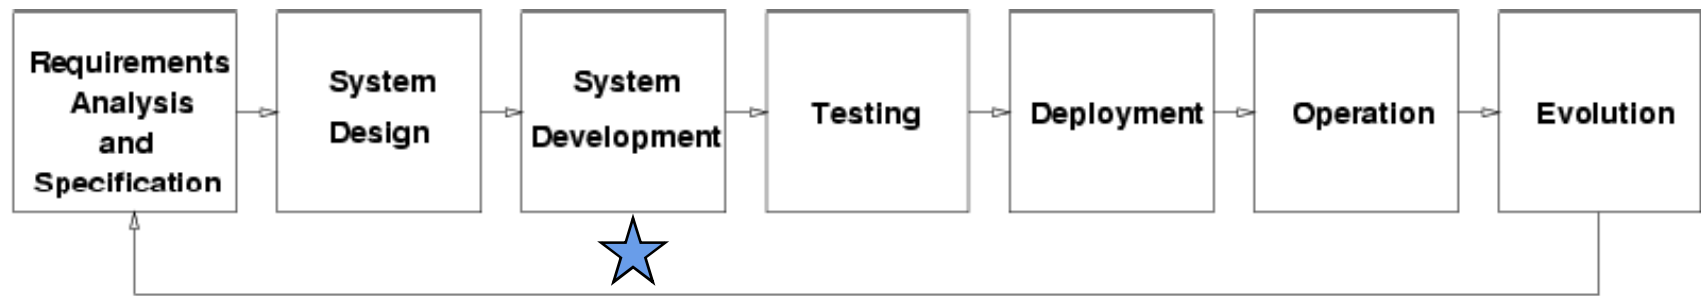 Requirements
Analysis
and
Specification
System
Design
System
Development
Testing
Deployment
Operation
Evolution